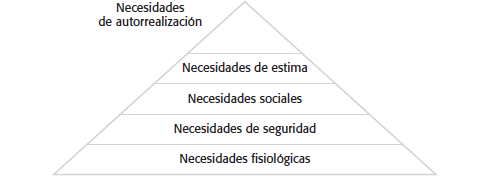 Necesidades
de autorrealización
Necesidades de estima
Necesidades sociales
Necesidades de seguridad
Necesidades fisiológicas